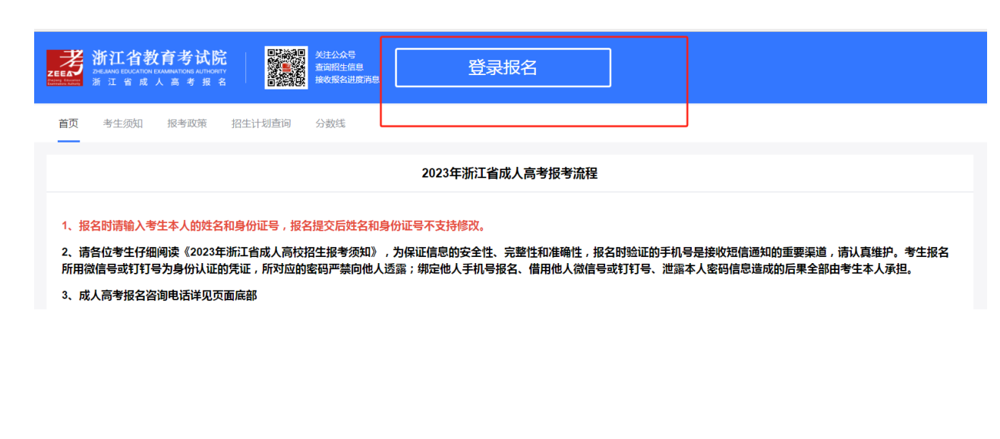 考
ZEEA
浙江省教育考试院
ZHEJIANG EDUCATION EXAMINATIONS AUTHORITY
浙江省成人高考报名
关注公众号
查询招生信息
接收报名进度消息
登录报名
首页 考生须知 报考政策 招生计划查询 分数线
2023年浙江省成人高考报考流程
1、报名时请输入考生本人的姓名和身份证号，报名提交后姓名和身份证号不支持修改。
2、请各位考生仔细阅读《2023年浙江省成人高校招生报考须知》，为保证信息的安全性、完整性和准确性，报名时验证的手机号是接收短信通知的重要渠道，请认真维护。考生报名
所用微信号或钉钉号为身份认证的凭证，所对应的密码严禁向他人透露；绑定他人手机号报名、借用他人微信号或钉钉号、泄露本人密码信息造成的后果全部由考生本人承担。
3、成人高考报名咨询电话详见页面底部